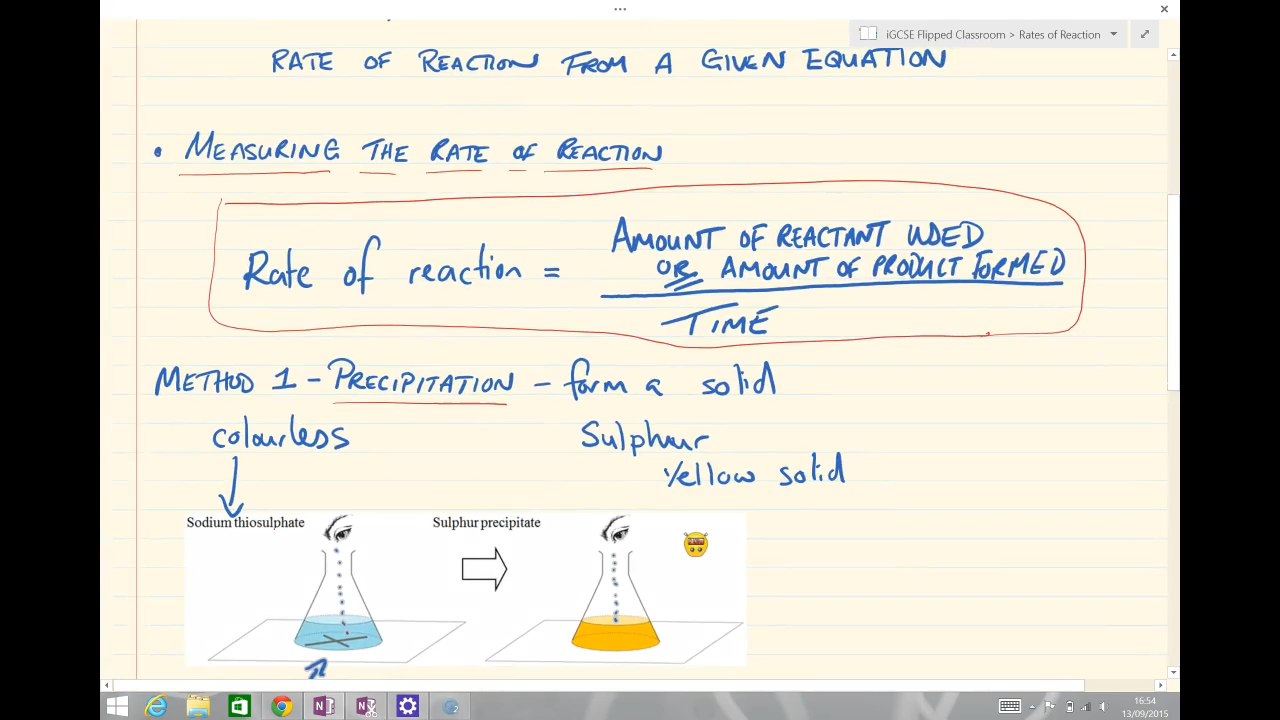 iGCSE Flipped Classroom > Rates of Reaction
RATE OF REACTION FROM A GIVEN EQUATION
• MEASURING THE RATE OF REACTION
Rate of reaction =
AMOUNT OF REACTANT USED
OR AMOUNT OF PRODUCT FORMED
TIME
METHOD 1 - PRECIPITATION - form a solid
colourless
Sulphur
Yellow solid
Sodium thiosulphate
Sulphur precipitate
16:54
13/09/2015